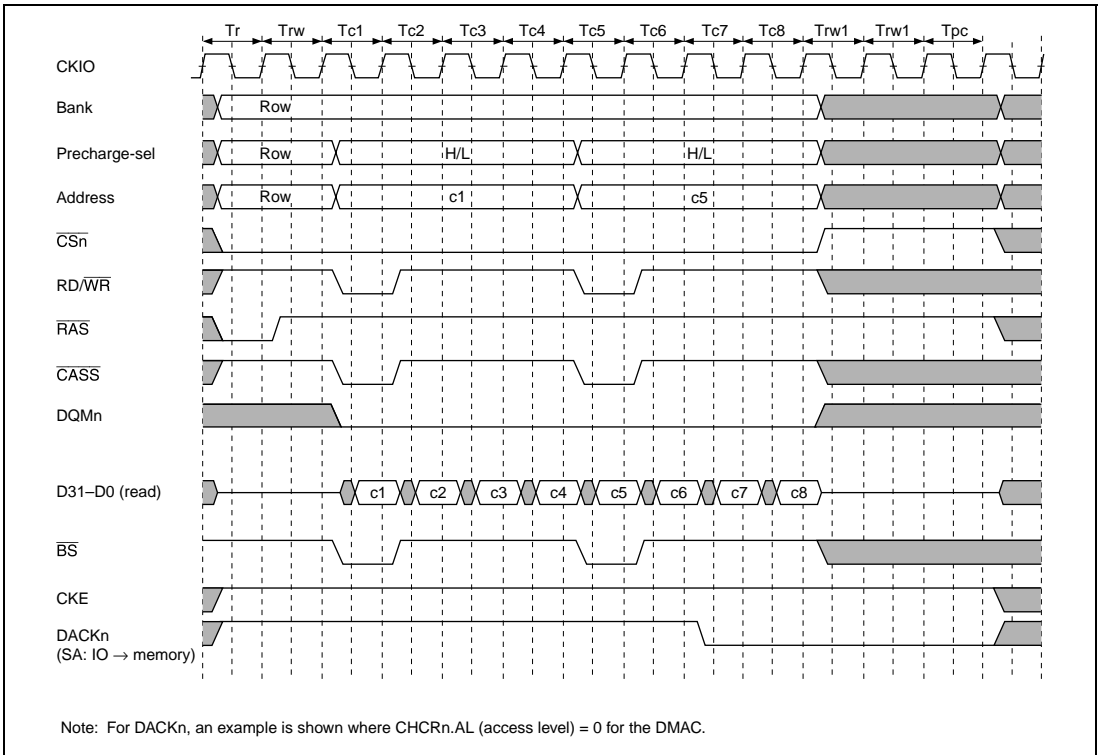 Tr Trw Tc1 Tc2 Tc3 Tc4 Tc5 Tc6 Tc7 Tc8 Trw1 Trw1 Tpc
CKIO
Bank Row
Precharge-sel Row H/L H/L
Address Row c1 c5
CSn
RD/WR
RAS
CASS
DQMn
D31–D0 (read) c1 c2 c3 c4 c5 c6 c7 c8
BS
CKE
DACKn
(SA: IO → memory)
Note: For DACKn, an example is shown where CHCRn.AL (access level) = 0 for the DMAC.